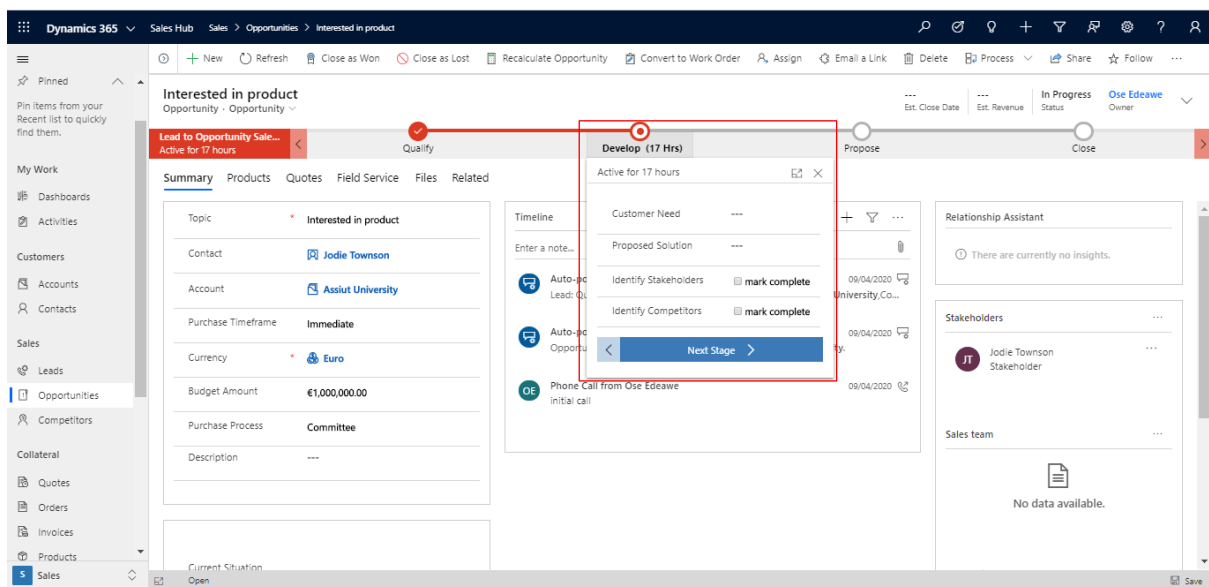 Dynamics 365 Sales Hub Sales > Opportunities > Interested in product
New Refresh Close as Won Close as Lost Recalculate Opportunity Convert to Work Order Assign Email a Link Delete Process Share Follow ...
Pinned
Pin items from your
Recent list to quickly
find them.
My Work
Dashboards
Activities
Customers
Accounts
Contacts
Sales
Leads
Opportunities
Competitors
Collateral
Quotes
Orders
Invoices
Products
S Sales
Interested in product
Opportunity · Opportunity
--- --- In Progress Ose Edeawe
Est. Close Date Est. Revenue Status Owner
Lead to Opportunity Sale...
Active for 17 hours
Qualify Develop (17 Hrs) Propose Close
Summary Products Quotes Field Service Files Related
Topic * Interested in product
Contact Jodie Townson
Account Assiut University
Purchase Timeframe Immediate
Currency * Euro
Budget Amount €1,000,000.00
Purchase Process Committee
Description ---
Current Situation
Timeline
Enter a note...
Auto-po 09/04/2020
Lead: Qu University,Co...
Auto-po 09/04/2020
Opportu ty.
OE Phone Call from Ose Edeawe 09/04/2020
initial call
Active for 17 hours
Customer Need ---
Proposed Solution ---
Identify Stakeholders mark complete
Identify Competitors mark complete
Next Stage
Relationship Assistant
There are currently no insights.
Stakeholders ...
JT Jodie Townson ...
Stakeholder
Sales team ...
No data available.
Open Save